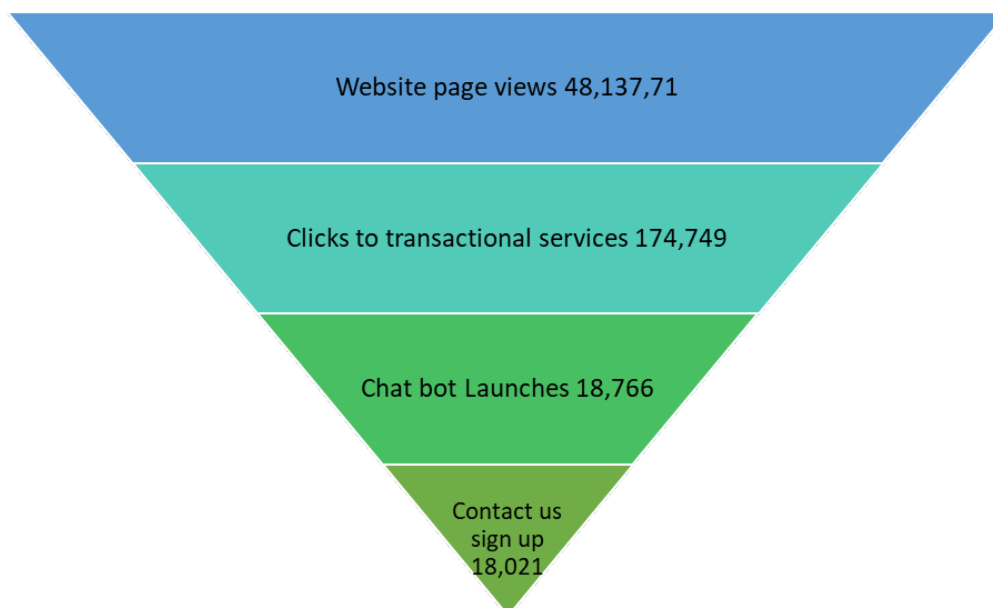 Website page views 48,137,71
Clicks to transactional services 174,749
Chat bot Launches 18,766
Contact us
sign up
18,021